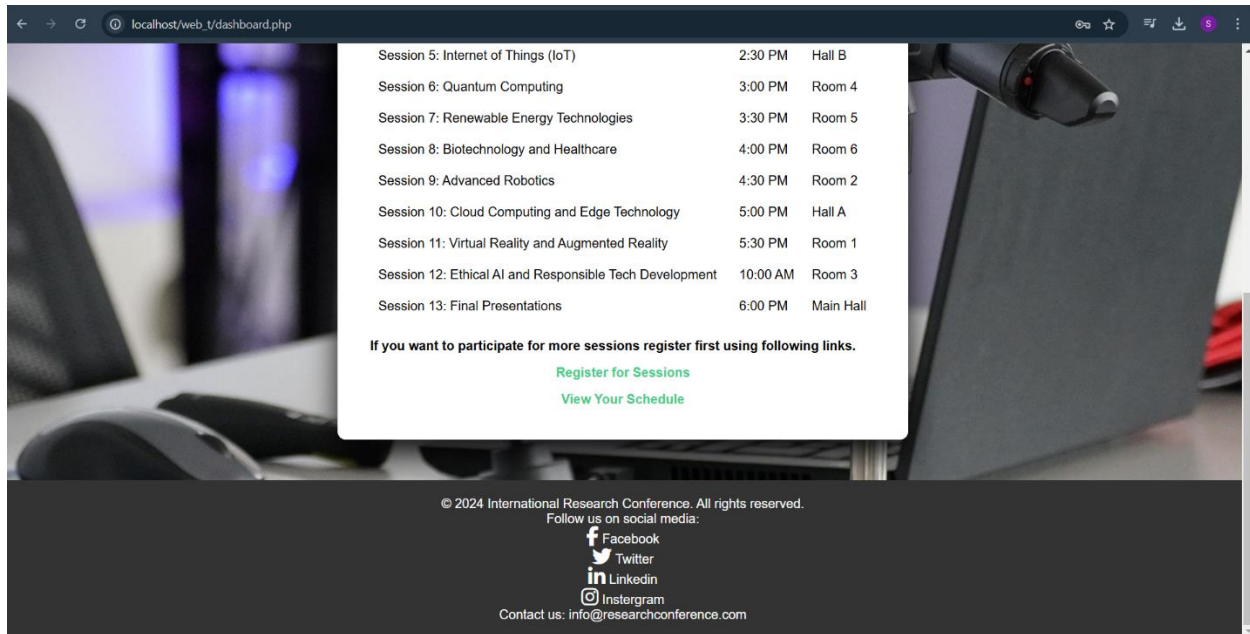 localhost/web_t/dashboard.php
S
Session 5: Internet of Things (IoT) 2:30 PM Hall B
Session 6: Quantum Computing 3:00 PM Room 4
Session 7: Renewable Energy Technologies 3:30 PM Room 5
Session 8: Biotechnology and Healthcare 4:00 PM Room 6
Session 9: Advanced Robotics 4:30 PM Room 2
Session 10: Cloud Computing and Edge Technology 5:00 PM Hall A
Session 11: Virtual Reality and Augmented Reality 5:30 PM Room 1
Session 12: Ethical AI and Responsible Tech Development 10:00 AM Room 3
Session 13: Final Presentations 6:00 PM Main Hall
If you want to participate for more sessions register first using following links.
Register for Sessions
View Your Schedule
© 2024 International Research Conference. All rights reserved.
Follow us on social media:
Facebook
Twitter
Linkedin
Instergram
Contact us: info@researchconference.com